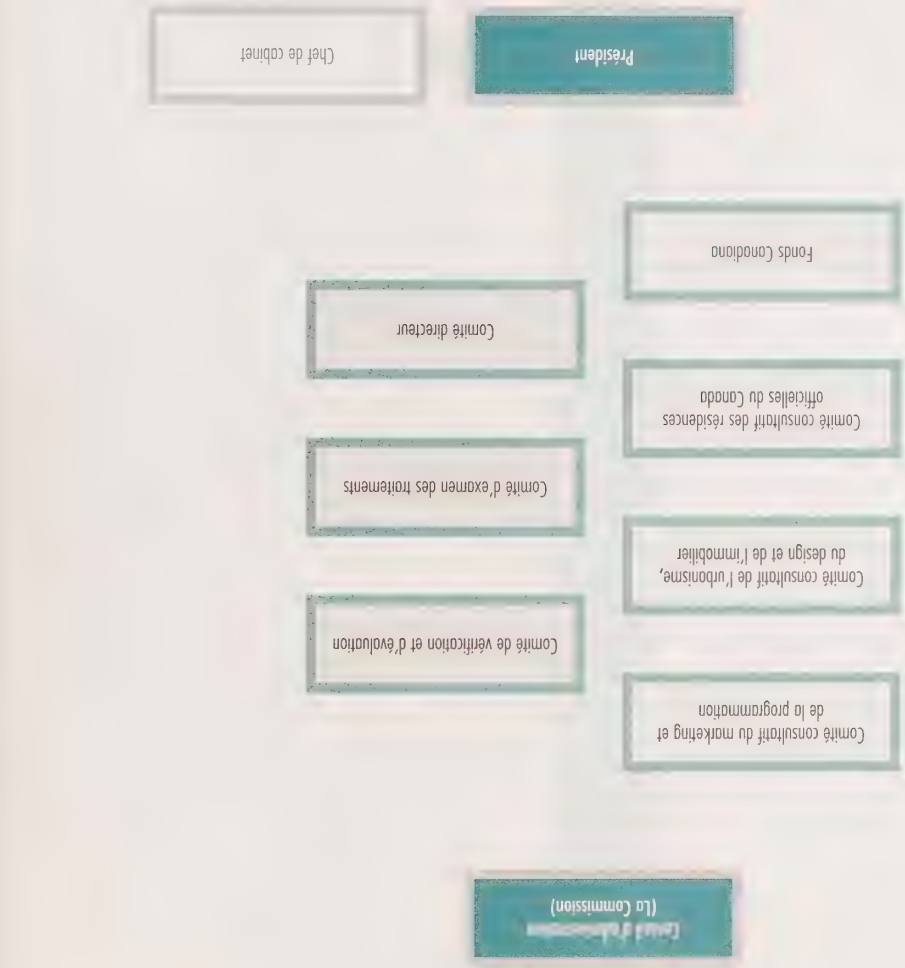 Conseil d'administration
(La Commission)
Comité consultatif du marketing et
de la programmation
Comité consultatif de l'urbanisme,
du design et de l'immobilier
Comité consultatif des résidences
officielles du Canada
Fonds Canadiana
Comité de vérification et d'évaluation
Comité d'examen des traitements
Comité directeur
Président
Chef de cabinet